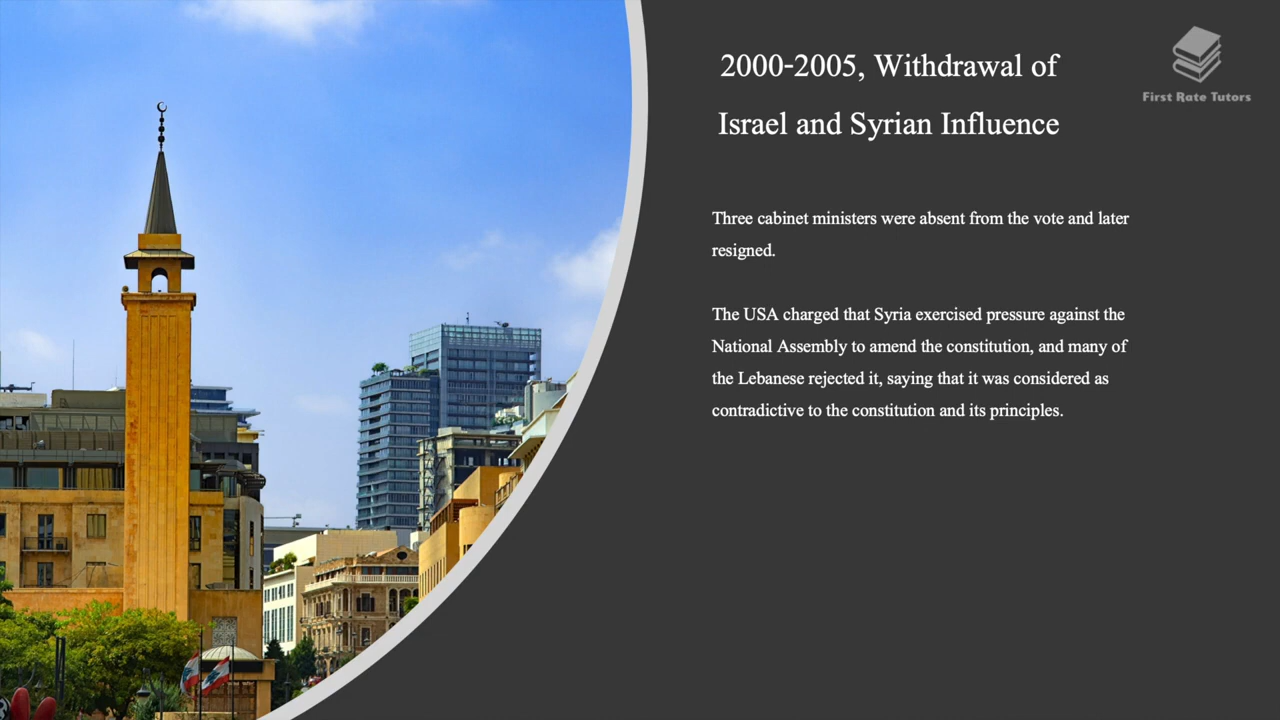 2000-2005, Withdrawal of
Israel and Syrian Influence
First Rate Tutors
Three cabinet ministers were absent from the vote and later
resigned.
The USA charged that Syria exercised pressure against the
National Assembly to amend the constitution, and many of
the Lebanese rejected it, saying that it was considered as
contradictive to the constitution and its principles.